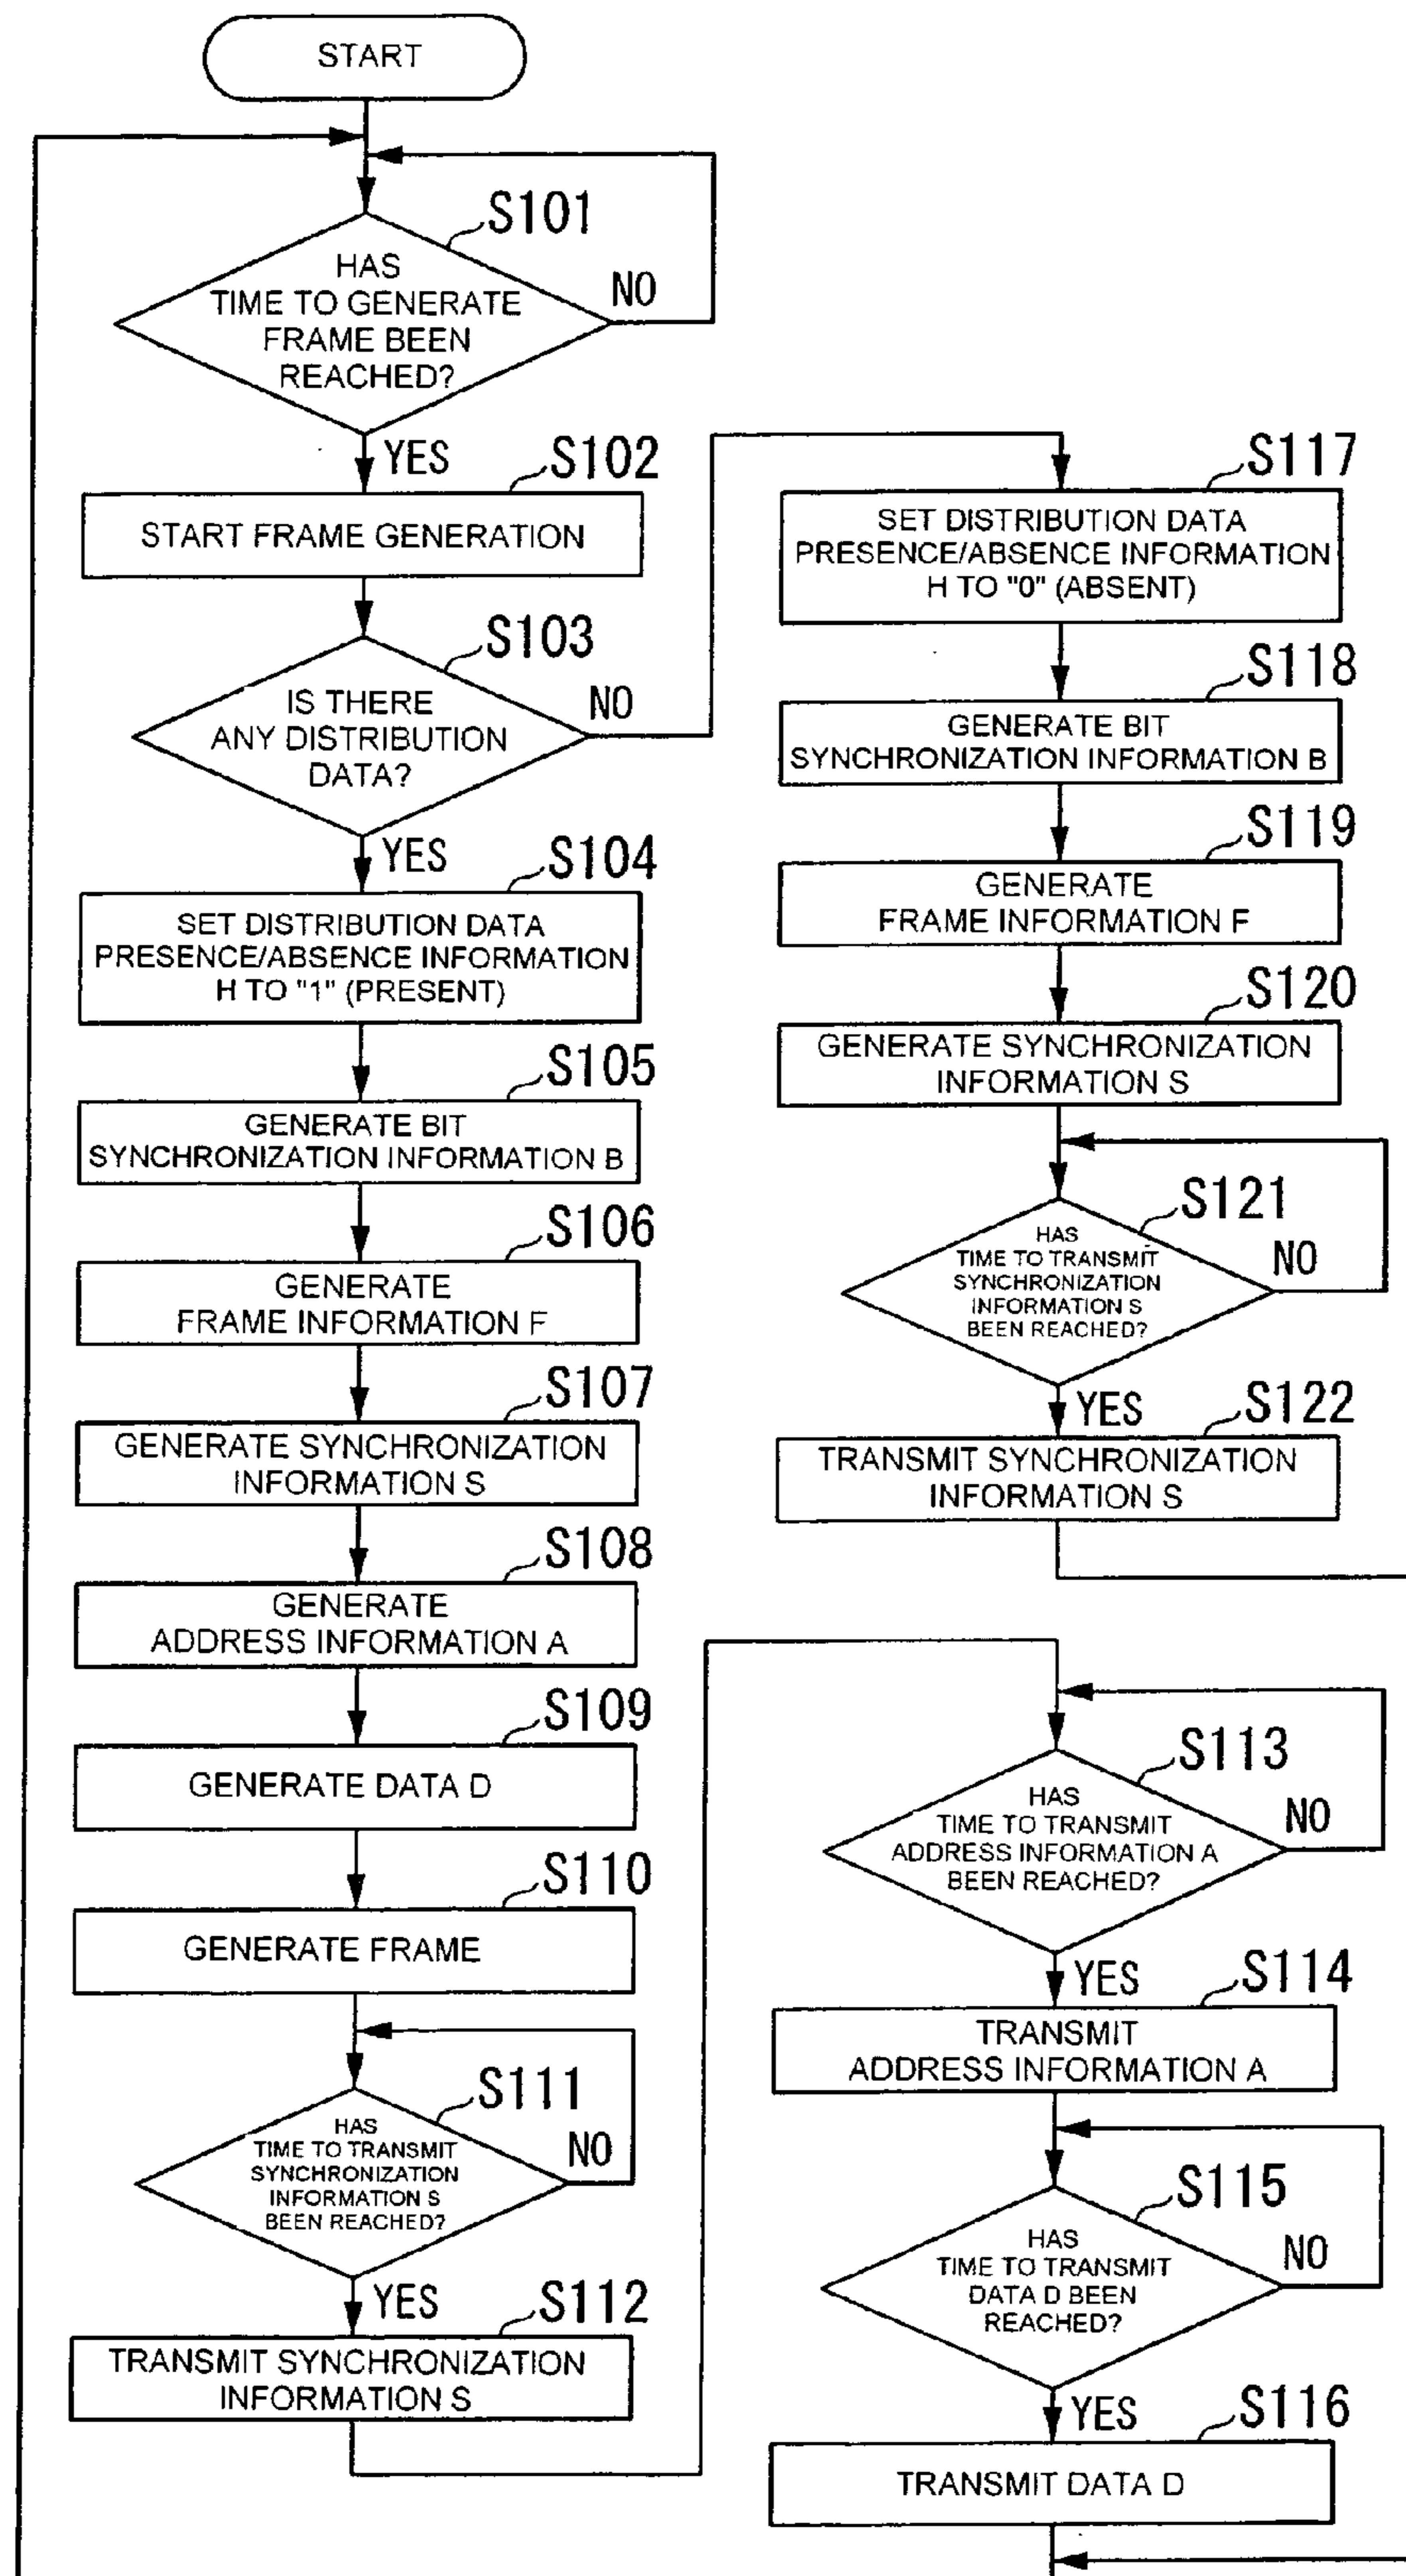 START
S101
HAS
TIME TO GENERATE
FRAME BEEN
REACHED?
NO
YES
S102
START FRAME GENERATION
S103
IS THERE
ANY DISTRIBUTION
DATA?
NO
YES
S104
SET DISTRIBUTION DATA
PRESENCE/ABSENCE INFORMATION
H TO "1" (PRESENT)
S105
GENERATE BIT
SYNCHRONIZATION INFORMATION B
S106
GENERATE
FRAME INFORMATION F
S107
GENERATE SYNCHRONIZATION
INFORMATION S
S108
GENERATE
ADDRESS INFORMATION A
S109
GENERATE DATA D
S110
GENERATE FRAME
S111
HAS
TIME TO TRANSMIT
SYNCHRONIZATION
INFORMATION S
BEEN REACHED?
NO
YES
S112
TRANSMIT SYNCHRONIZATION
INFORMATION S
S117
SET DISTRIBUTION DATA
PRESENCE/ABSENCE INFORMATION
H TO "0" (ABSENT)
S118
GENERATE BIT
SYNCHRONIZATION INFORMATION B
S119
GENERATE
FRAME INFORMATION F
S120
GENERATE SYNCHRONIZATION
INFORMATION S
S121
HAS
TIME TO TRANSMIT
SYNCHRONIZATION
INFORMATION S
BEEN REACHED?
NO
YES
S122
TRANSMIT SYNCHRONIZATION
INFORMATION S
S113
HAS
TIME TO TRANSMIT
ADDRESS INFORMATION A
BEEN REACHED?
NO
YES
S114
TRANSMIT
ADDRESS INFORMATION A
S115
HAS
TIME TO TRANSMIT
DATA D BEEN
REACHED?
NO
YES
S116
TRANSMIT DATA D